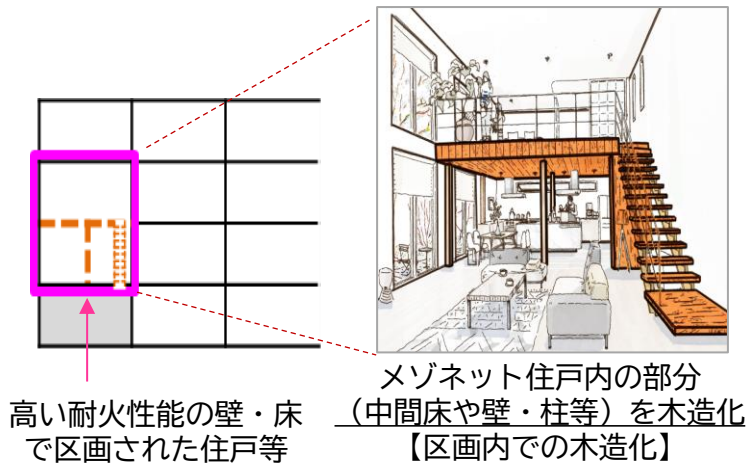 高い耐火性能の壁・床
で区画された住戸等
メゾネット住戸内の部分
（中間床や壁・柱等）を木造化
【区画内での木造化】